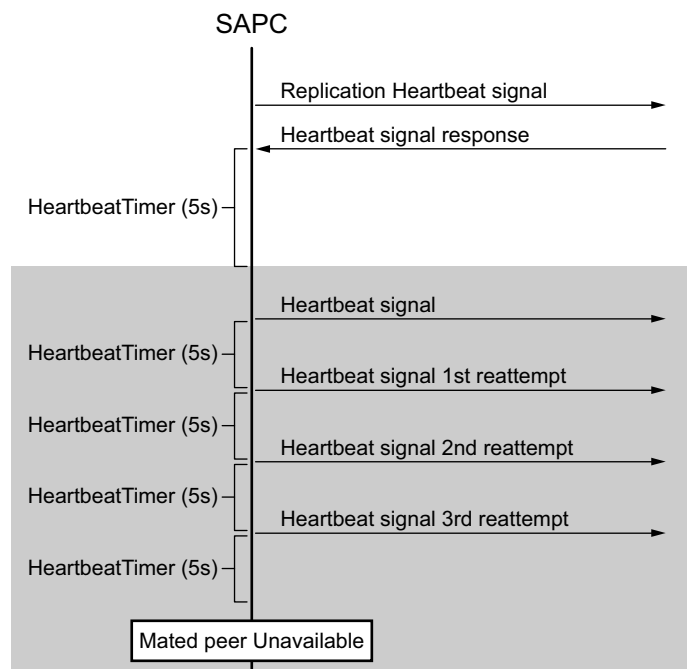 SAPC
Replication Heartbeat signal
Heartbeat signal response
HeartbeatTimer (5s)
Heartbeat signal
HeartbeatTimer (5s)
Heartbeat signal 1st reattempt
HeartbeatTimer (5s)
Heartbeat signal 2nd reattempt
HeartbeatTimer (5s)
Heartbeat signal 3rd reattempt
HeartbeatTimer (5s)
Mated peer Unavailable